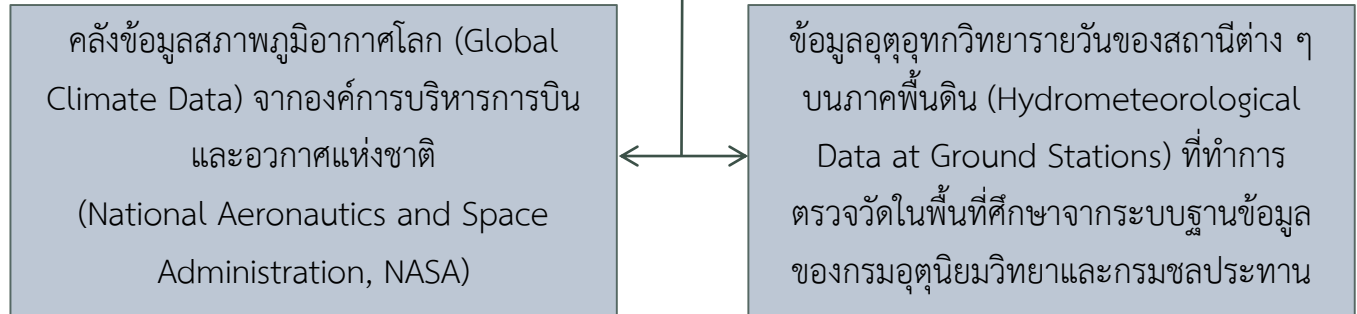 คลังข้อมูลสภาพภูมิอากาศโลก (Global
Climate Data) จากองค์การบริหารการบิน
และอวกาศแห่งชาติ
(National Aeronautics and Space
Administration, NASA)
ข้อมูลอุตุอุทกวิทยารายวันของสถานีต่าง ๆ
บนภาคพื้นดิน (Hydrometeorological
Data at Ground Stations) ที่ทำการ
ตรวจวัดในพื้นที่ศึกษาจากระบบฐานข้อมูล
ของกรมอุตุนิยมวิทยาและกรมชลประทาน